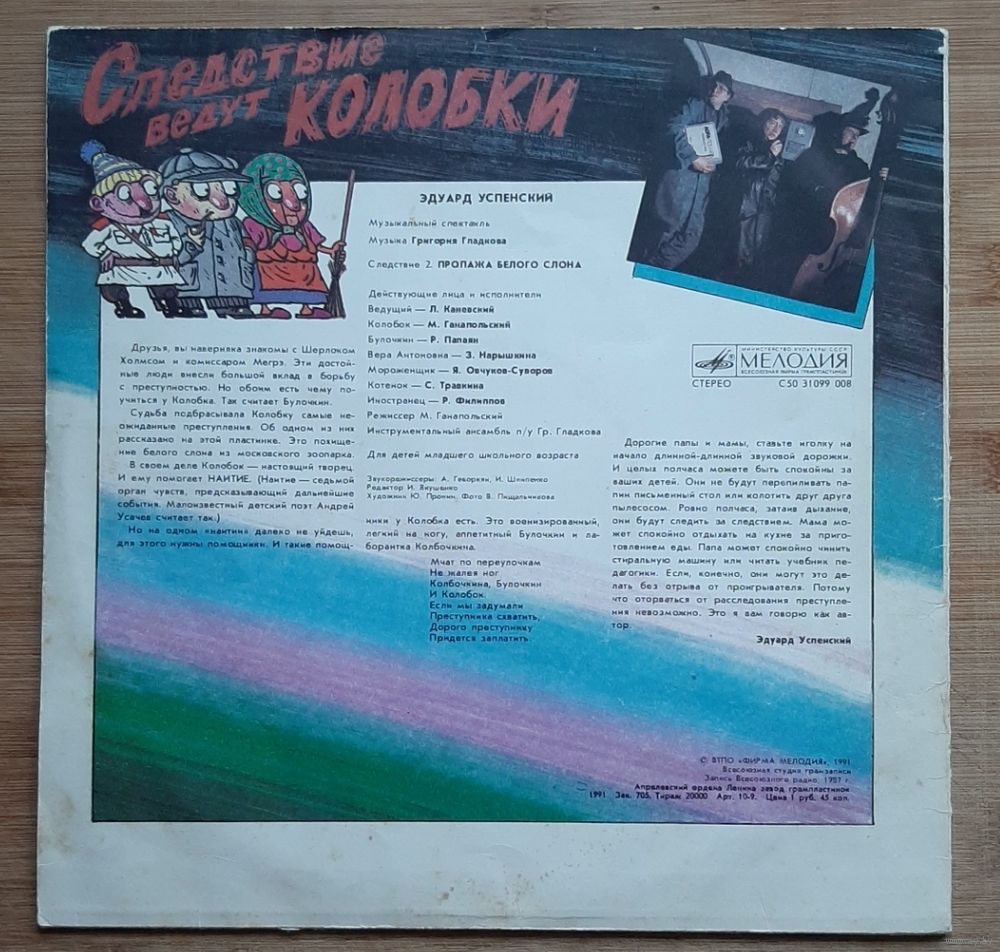 Следствие
ведут КОЛОБКИ
ЭДУАРД УСПЕНСКИЙ
Музыкальный спектакль
Музыка Григория Гладкова
Следствие 2. ПРОПАЖА БЕЛОГО СЛОНА
Действующие лица и исполнители
Ведущий — Л. Каневский
Колобок — М. Ганапольский
Булочкин — Р. Папаян
Вера Антоновна — З. Нарышкина
Мороженщик — Я. Овчуков-Суворов
Котенок — С. Травкина
Иностранец — Р. Филиппов
Режиссер М. Ганапольский
Инструментальный ансамбль п/у Гр. Гладкова
Для детей младшего школьного возраста
Звукорежиссеры: А. Геворкян, И. Шмиленко
Редактор И. Якушенко
Художник Ю. Пронин. Фото В. Пищальникова
Друзья, вы наверняка знакомы с Шерлоком
Холмсом и комиссаром Мегрэ. Эти достой-
ные люди внесли большой вклад в борьбу
с преступностью. Но обоим есть чему по-
учиться у Колобка. Так считает Булочкин.
Судьба подбрасывала Колобку самые не-
ожиданные преступления. Об одном из них
рассказано на этой пластинке. Это похище-
ние белого слона из московского зоопарка.
В своем деле Колобок — настоящий творец.
И ему помогает НАИТИЕ. (Наитие — седьмой
орган чувств, предсказывающий дальнейшие
события. Малоизвестный детский поэт Андрей
Усачев считает так.)
Но на одном «наитии» далеко не уйдешь,
для этого нужны помощники. И такие помощ-
ники у Колобка есть. Это военизированный,
легкий на ногу, аппетитный Булочкин и ла-
борантка Колбочкина.
Мчат по переулочкам
Не жалея ног
Колбочкина, Булочкин
И Колобок.
Если мы задумали
Преступника схватить,
Дорого преступнику
Придется заплатить.
МИНИСТЕРСТВО КУЛЬТУРЫ СССР
МЕЛОДИЯ
ВСЕСОЮЗНАЯ ФИРМА ГРАМПЛАСТИНОК
СТЕРЕО С50 31099 008
Дорогие папы и мамы, ставьте иголку на
начало длинной-длинной звуковой дорожки.
И целых полчаса можете быть спокойны за
ваших детей. Они не будут перепиливать па-
пин письменный стол или колотить друг друга
пылесосом. Ровно полчаса, затаив дыхание,
они будут следить за следствием. Мама мо-
жет спокойно отдыхать на кухне за приго-
товлением еды. Папа может спокойно чинить
стиральную машину или читать учебник пе-
дагогики. Если, конечно, они могут это де-
лать без отрыва от проигрывателя. Потому
что оторваться от расследования преступле-
ния невозможно. Это я вам говорю как ав-
тор.
Эдуард Успенский
© ВТПО «ФИРМА МЕЛОДИЯ», 1991
Всесоюзная студия грамзаписи
Запись Всесоюзного радио, 1987 г.
Апрелевский ордена Ленина завод грампластинок
1991 Зак. 705. Тираж 20000 Арт. 10-9. Цена 1 руб. 45 коп.